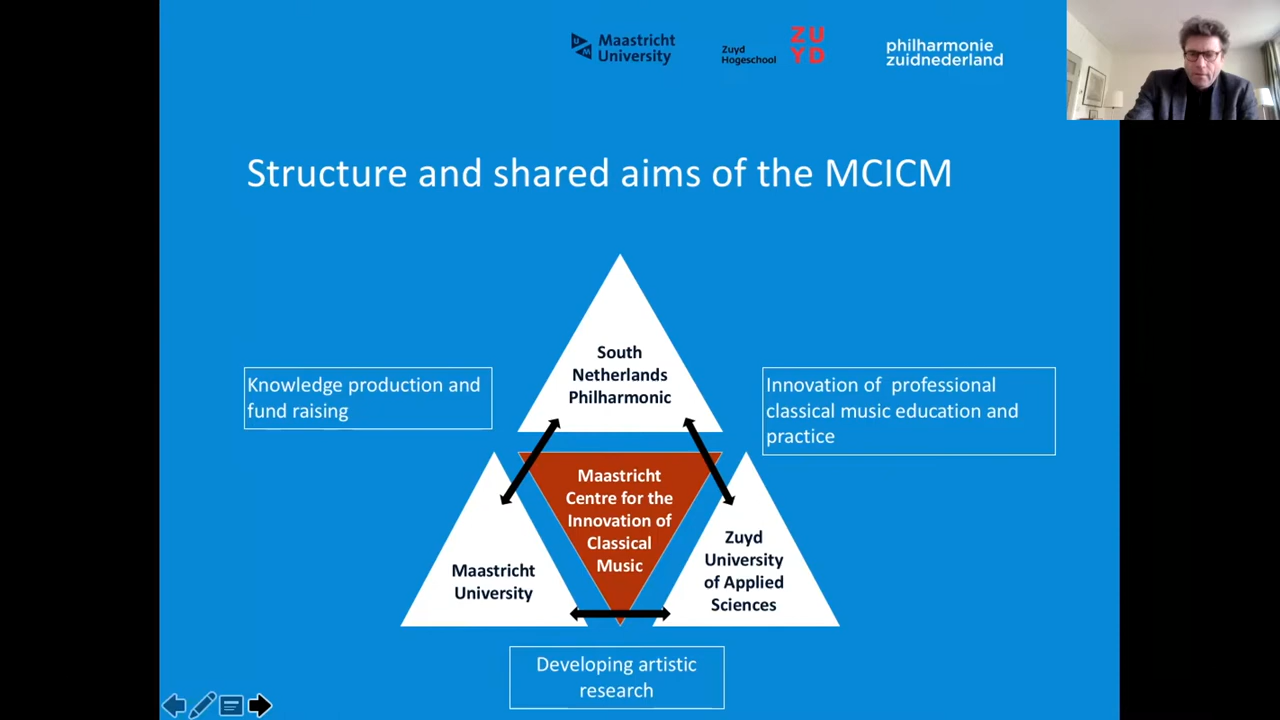 UM
Maastricht
University
Zuyd
Hogeschool
ZU
YD
philharmonie
zuidnederland
Structure and shared aims of the MCICM
South
Netherlands
Philharmonic
Knowledge production and
fund raising
Innovation of professional
classical music education and
practice
Maastricht
Centre for the
Innovation of
Classical
Music
Maastricht
University
Zuyd
University
of Applied
Sciences
Developing artistic
research